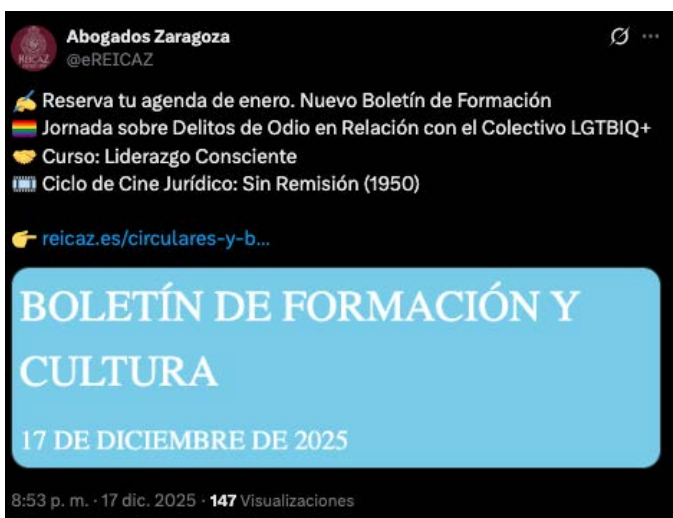 Abogados Zaragoza
@eREICAZ
✍️ Reserva tu agenda de enero. Nuevo Boletín de Formación
🏳️‍🌈 Jornada sobre Delitos de Odio en Relación con el Colectivo LGTBIQ+
🤝 Curso: Liderazgo Consciente
🎞️ Ciclo de Cine Jurídico: Sin Remisión (1950)
👉 reicaz.es/circulares-y-b...
BOLETÍN DE FORMACIÓN Y
CULTURA
17 DE DICIEMBRE DE 2025
8:53 p. m. · 17 dic. 2025 · 147 Visualizaciones